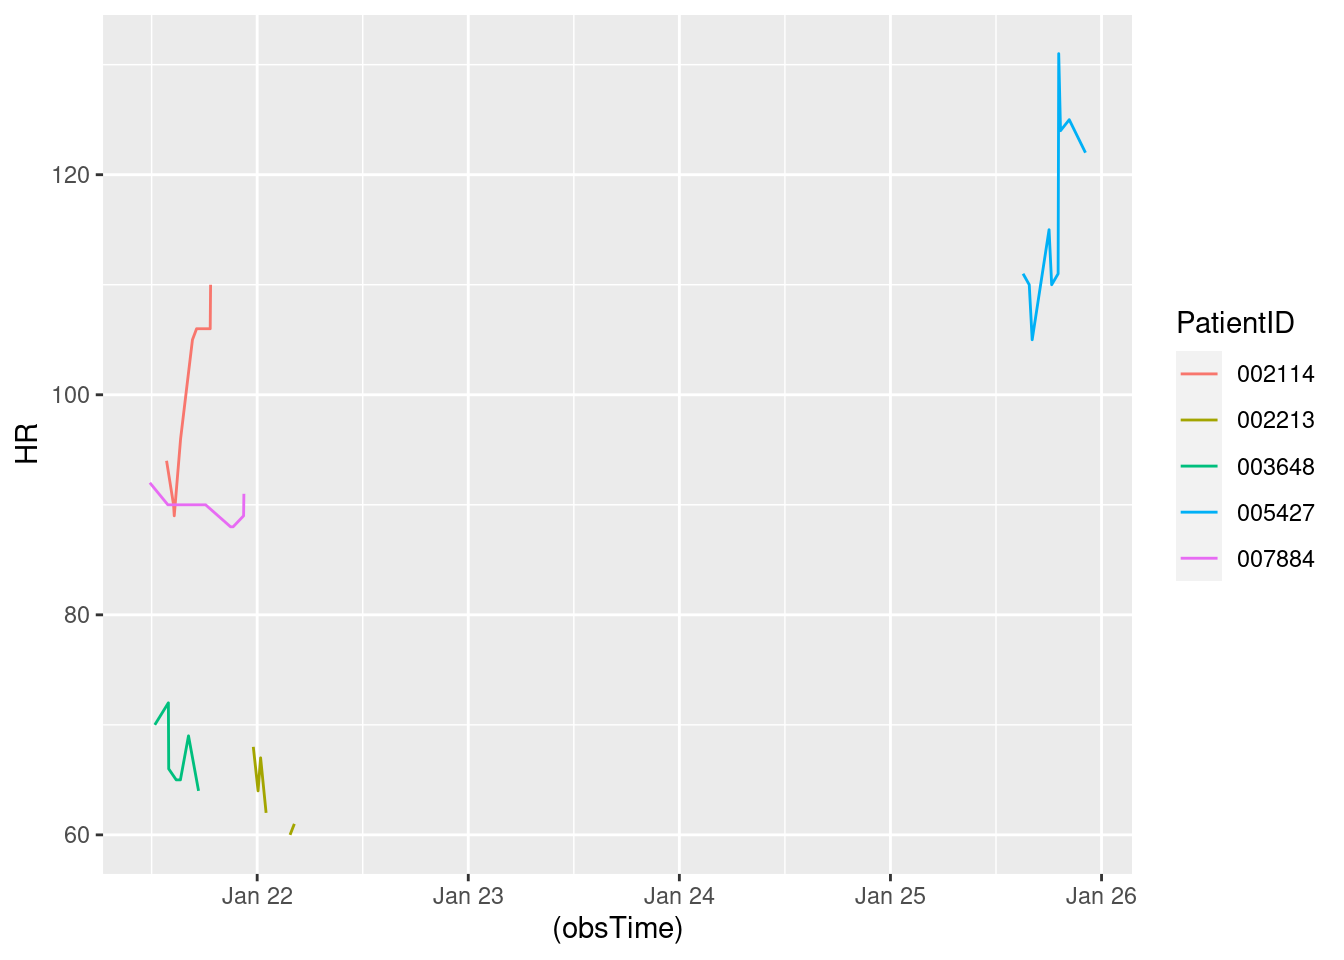 HR
120
100
80
60
Jan 22
Jan 23
Jan 24
Jan 25
Jan 26
(obsTime)
PatientID
002114
002213
003648
005427
007884